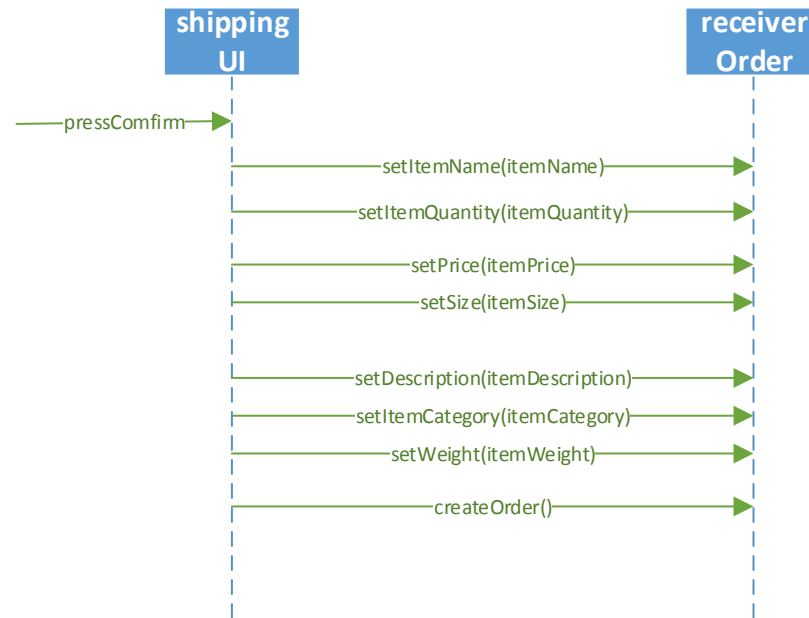 shipping
UI
receiver
Order
pressComfirm
setItemName(itemName)
setItemQuantity(itemQuantity)
setPrice(itemPrice)
setSize(itemSize)
setDescription(itemDescription)
setItemCategory(itemCategory)
setWeight(itemWeight)
createOrder()